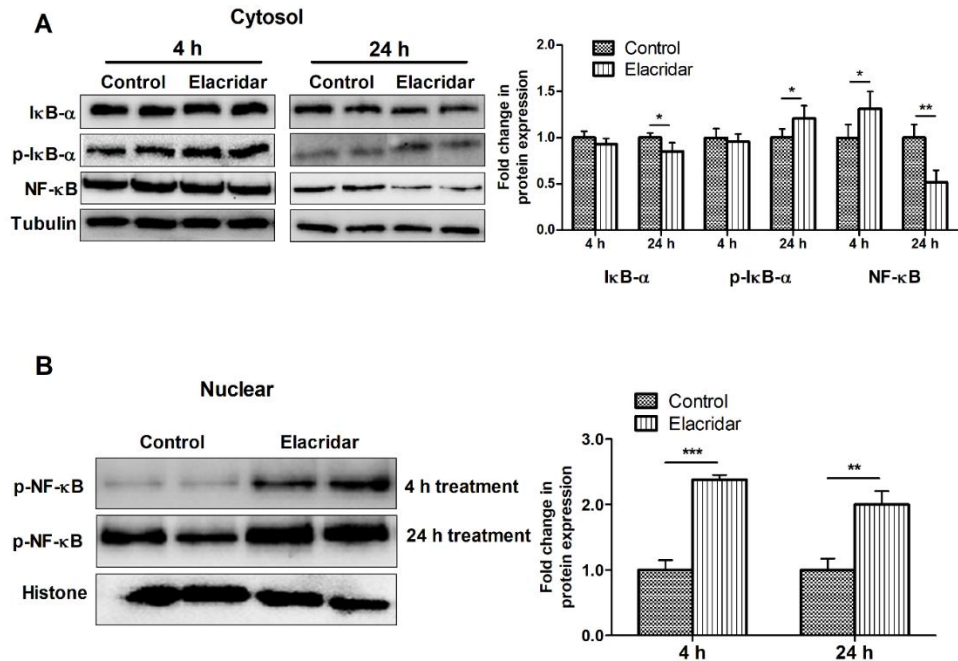 A
Cytosol
4 h
24 h
Control Elacridar Control Elacridar
IκB-α
p-IκB-α
NF-κB
Tubulin
Fold change in
protein expression
2.0
1.5
1.0
0.5
0.0
Control
Elacridar
* * * **
4 h 24 h 4 h 24 h 4 h 24 h
IκB-α p-IκB-α NF-κB
B
Nuclear
Control Elacridar
p-NF-κB 4 h treatment
p-NF-κB 24 h treatment
Histone
Fold change in
protein expression
3.0
2.0
1.0
0.0
Control
Elacridar
*** **
4 h 24 h